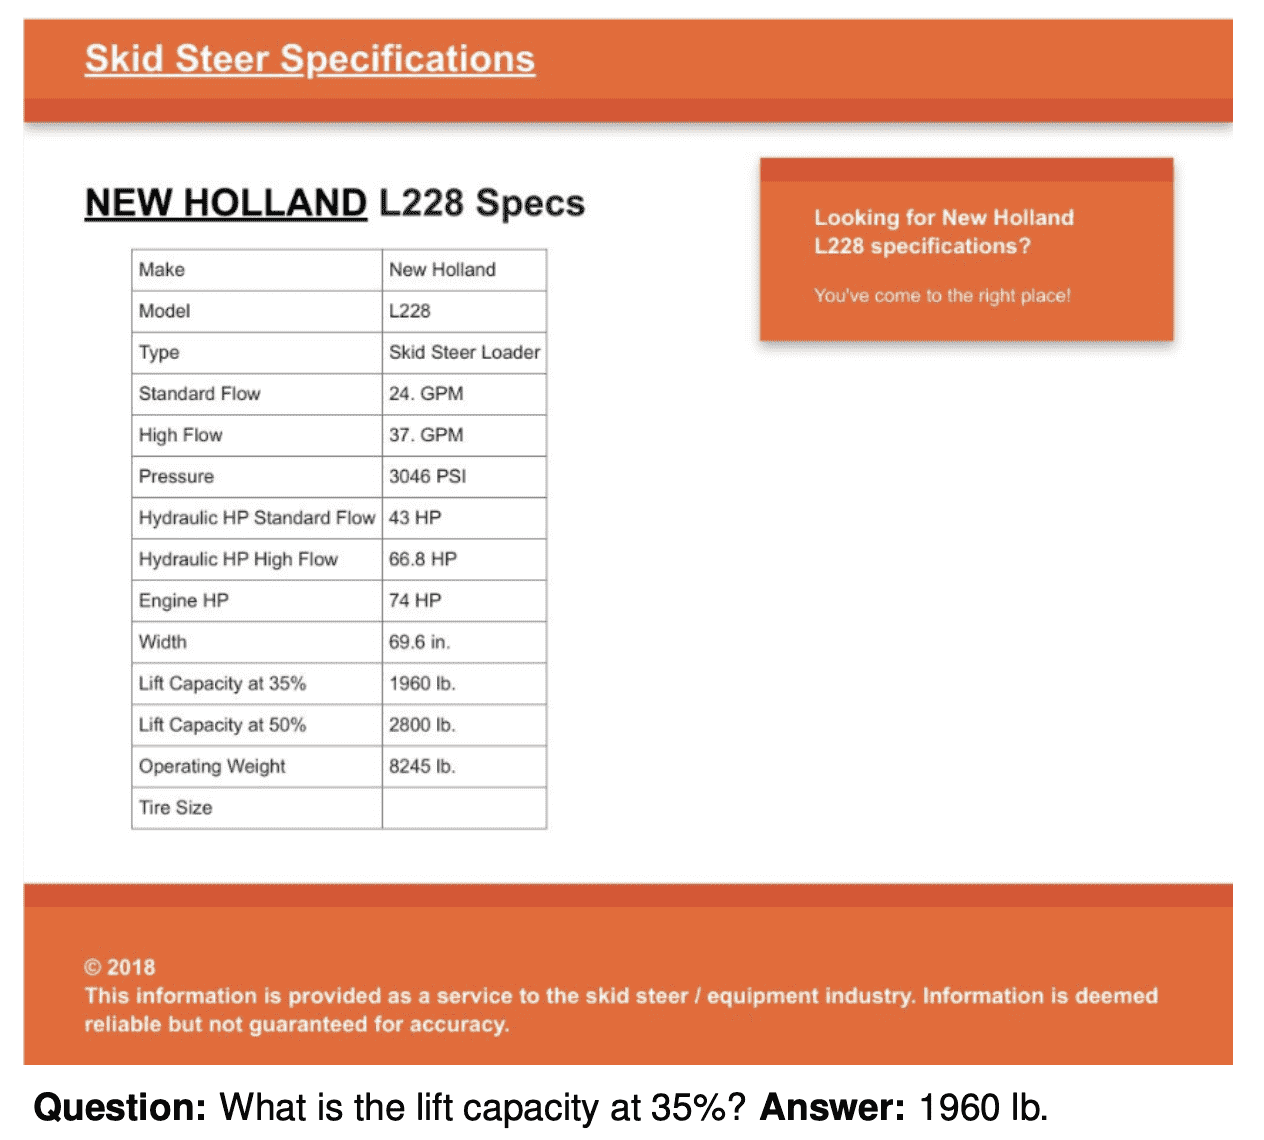 Skid Steer Specifications
NEW HOLLAND L228 Specs
Make New Holland
Model L228
Type Skid Steer Loader
Standard Flow 24. GPM
High Flow 37. GPM
Pressure 3046 PSI
Hydraulic HP Standard Flow 43 HP
Hydraulic HP High Flow 66.8 HP
Engine HP 74 HP
Width 69.6 in.
Lift Capacity at 35% 1960 lb.
Lift Capacity at 50% 2800 lb.
Operating Weight 8245 lb.
Tire Size
Looking for New Holland
L228 specifications?
You've come to the right place!
© 2018
This information is provided as a service to the skid steer / equipment industry. Information is deemed
reliable but not guaranteed for accuracy.
Question: What is the lift capacity at 35%? Answer: 1960 lb.